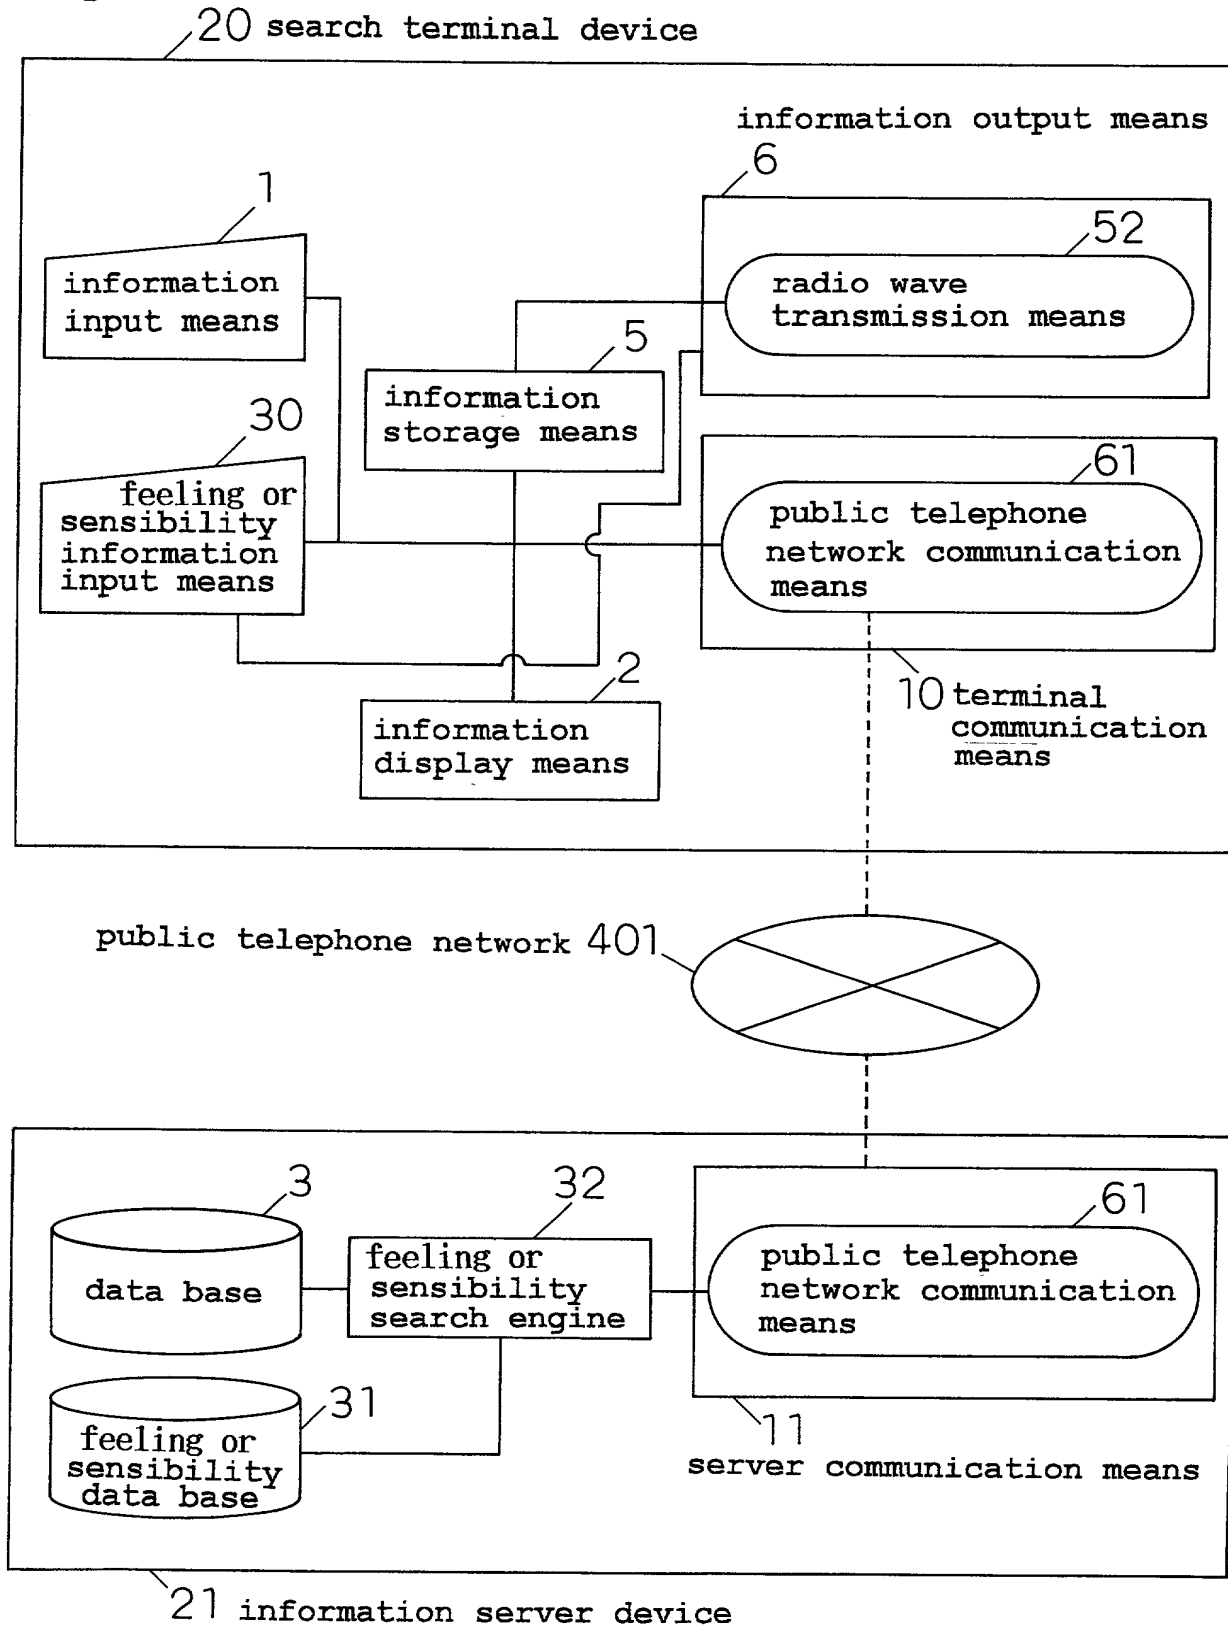 20 search terminal device
information output means
6
1
52
information
input means
radio wave
transmission means
5
information
storage means
30
feeling or
sensibility
information
input means
61
public telephone
network communication
means
2
information
display means
10 terminal
communication
means
public telephone network 401
3
data base
32
feeling or
sensibility
search engine
61
public telephone
network communication
means
31
feeling or
sensibility
data base
11
server communication means
21 information server device